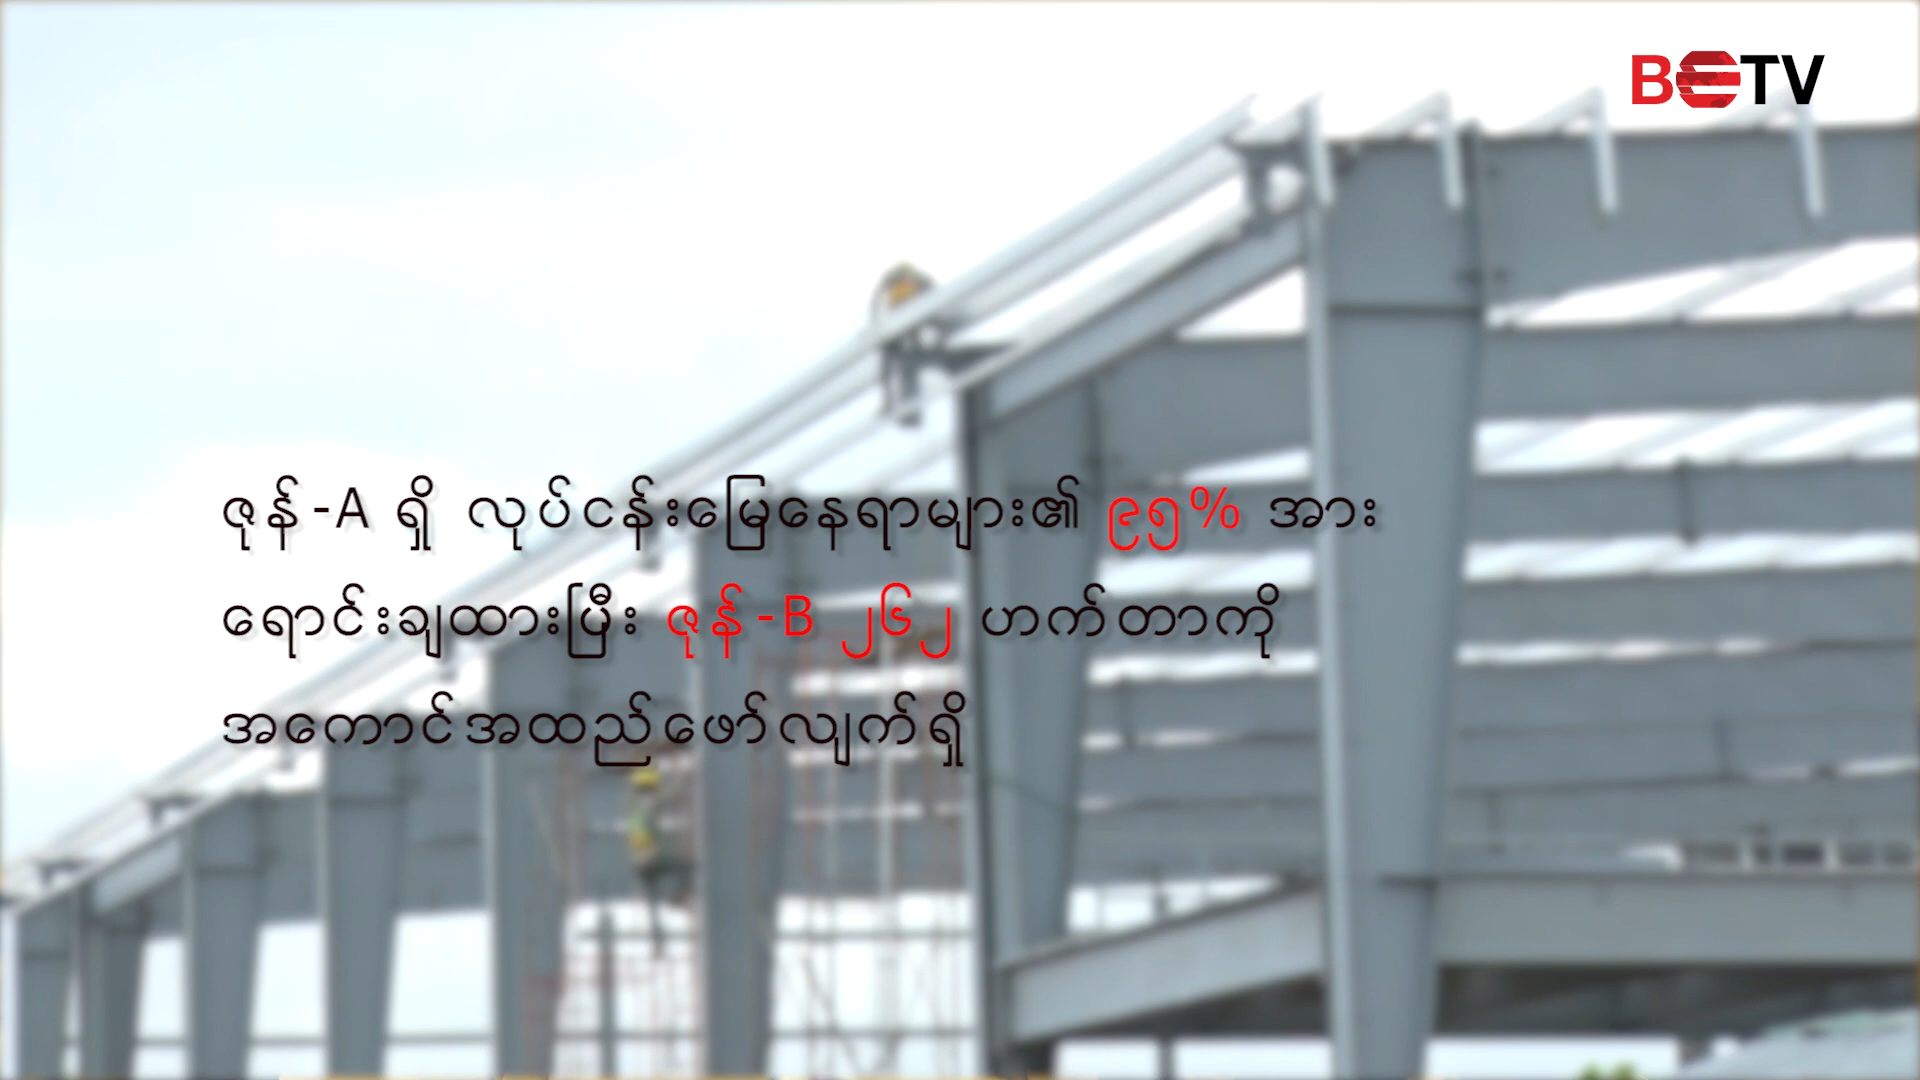 BETV
ဇုန်-A ရှိ လုပ်ငန်းမြေနေရာများ၏ ၉၅% အား
ရောင်းချထားပြီး ဇုန်-B ၂၆၂ ဟက်တာကို
အကောင်အထည်ဖော်လျက်ရှိ